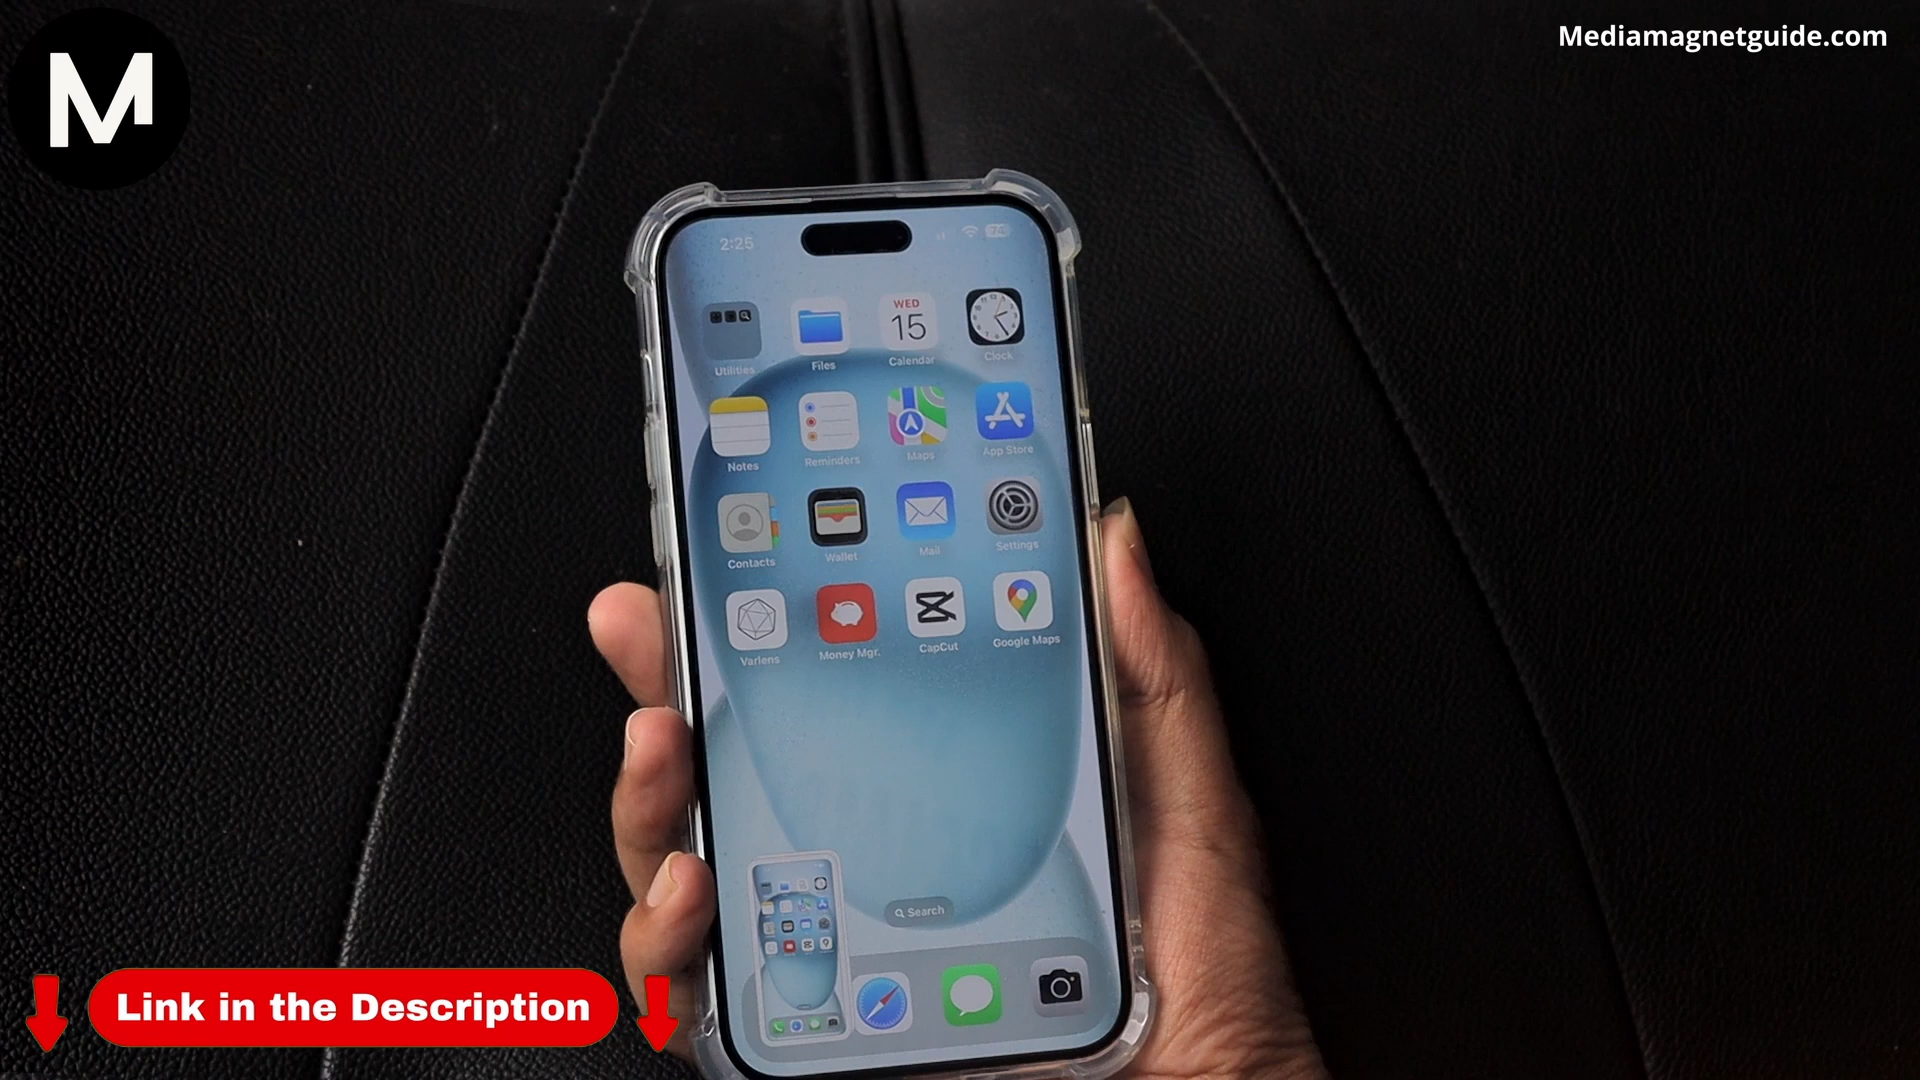 M
Mediamagnetguide.com
2:25
74
WED
15
Utilities
Files
Calendar
Clock
Notes
Reminders
Maps
App Store
Contacts
Wallet
Mail
Settings
Varlens
Money Mgr.
CapCut
Google Maps
Search
Link in the Description